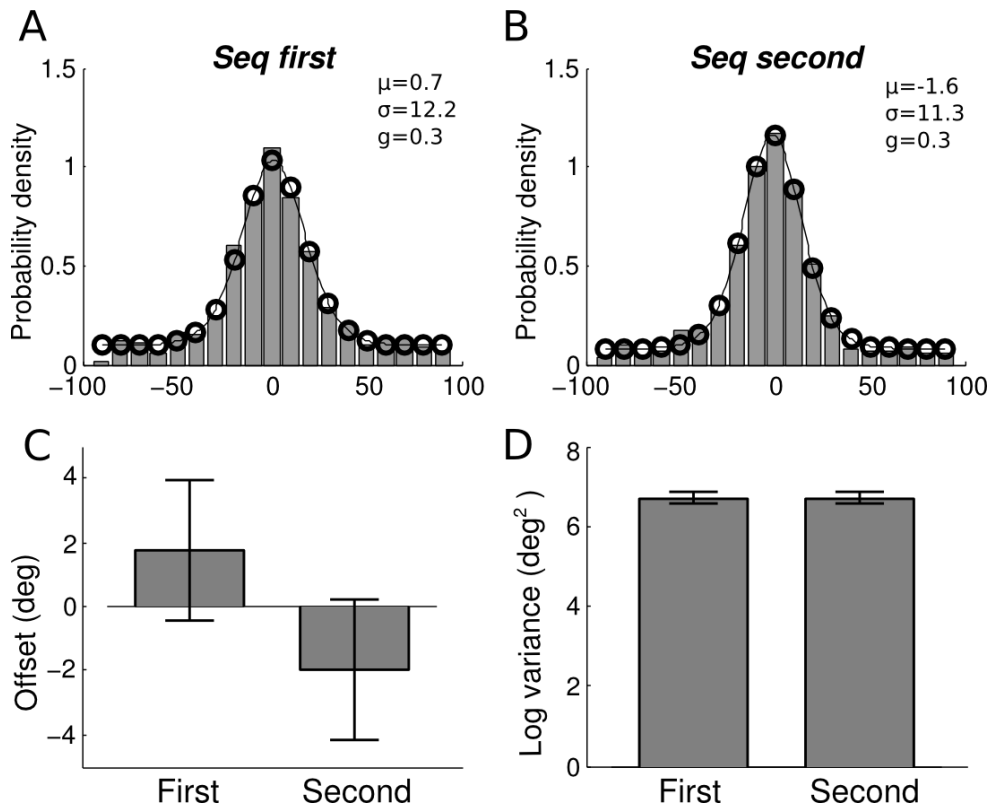 A
Seq first
μ=0.7
σ=12.2
g=0.3
Probability density
1.5
1
0.5
0
−100
−50
0
50
100
B
Seq second
μ=-1.6
σ=11.3
g=0.3
Probability density
1.5
1
0.5
0
−100
−50
0
50
100
C
Offset (deg)
4
2
0
−2
−4
First
Second
D
Log variance (deg²)
8
6
4
2
0
First
Second